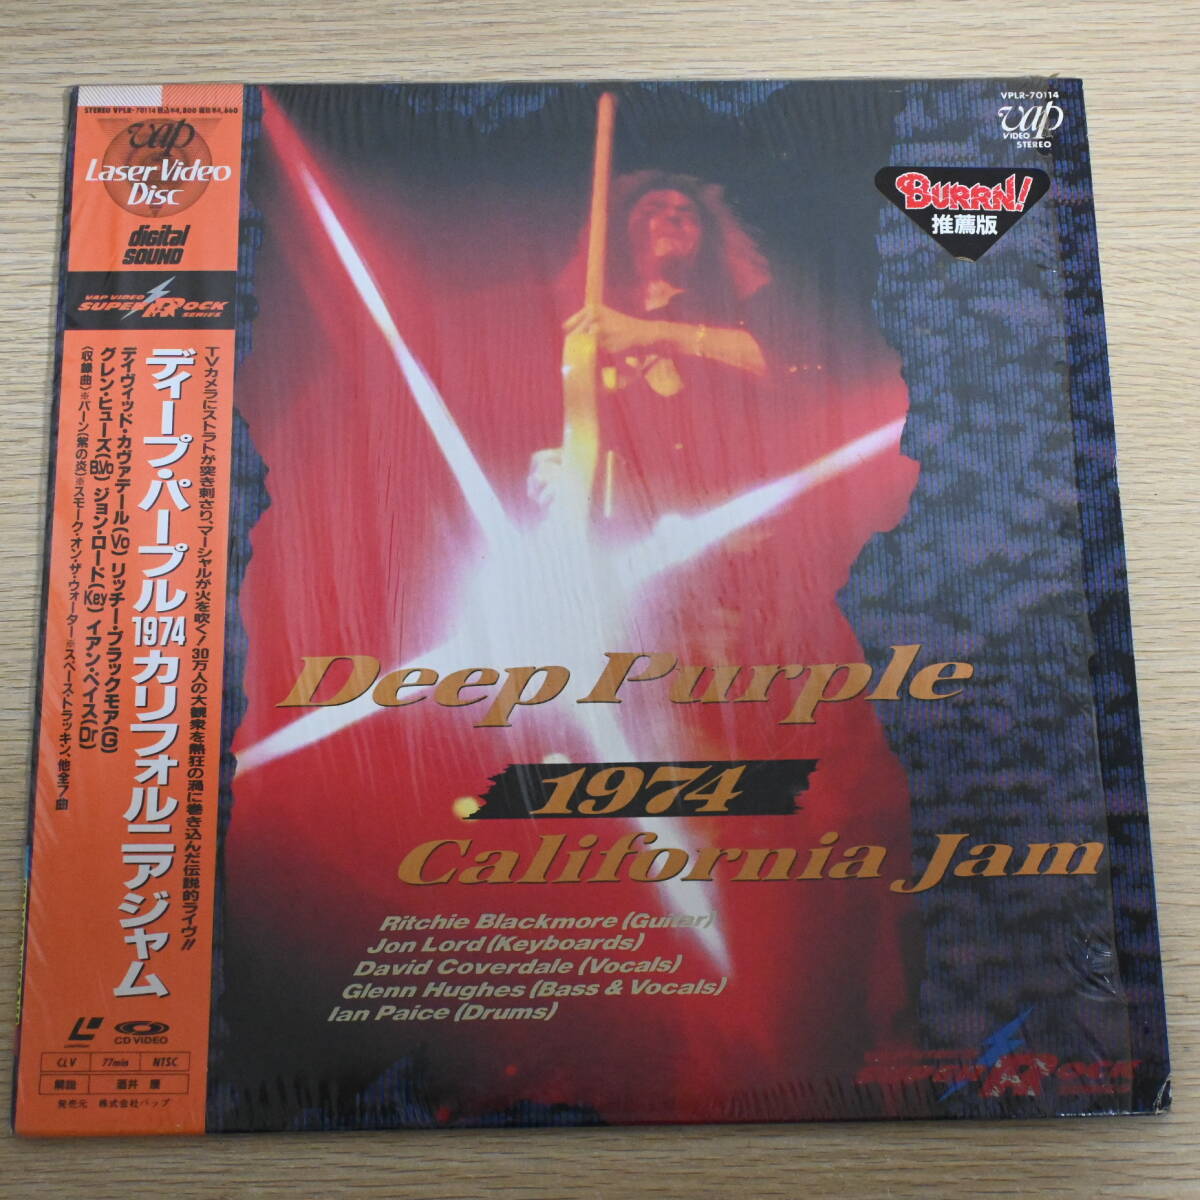 STEREO VPLR-70114 税込¥4,800 税抜¥4,660
vap
Laser Video
Disc
digital
SOUND
VAP VIDEO
SUPER ROCK
SERIES
TVカメラにストラトが突き刺さり、マーシャルが火を吹く!30万人の大観衆を熱狂の渦に巻き込んだ伝説的ライヴ!!
ディープ・パープル1974カリフォルニアジャム
デイヴィッド・カヴァデール(Vo) リッチー・ブラックモア(G)
グレン・ヒューズ(B,Vo) ジョン・ロード(Key) イアン・ペイス(Dr)
〈収録曲〉※バーン(紫の炎)※スモーク・オン・ザ・ウォーター※スペース・トラッキン、他全7曲
CD VIDEO
CLV 77min NTSC
解説 酒井 康
発売元 株式会社バップ
VPLR-70114
vap
VIDEO
STEREO
BURRN!
推薦版
Deep Purple
1974
California Jam
Ritchie Blackmore (Guitar)
Jon Lord (Keyboards)
David Coverdale (Vocals)
Glenn Hughes (Bass & Vocals)
Ian Paice (Drums)
SUPER ROCK